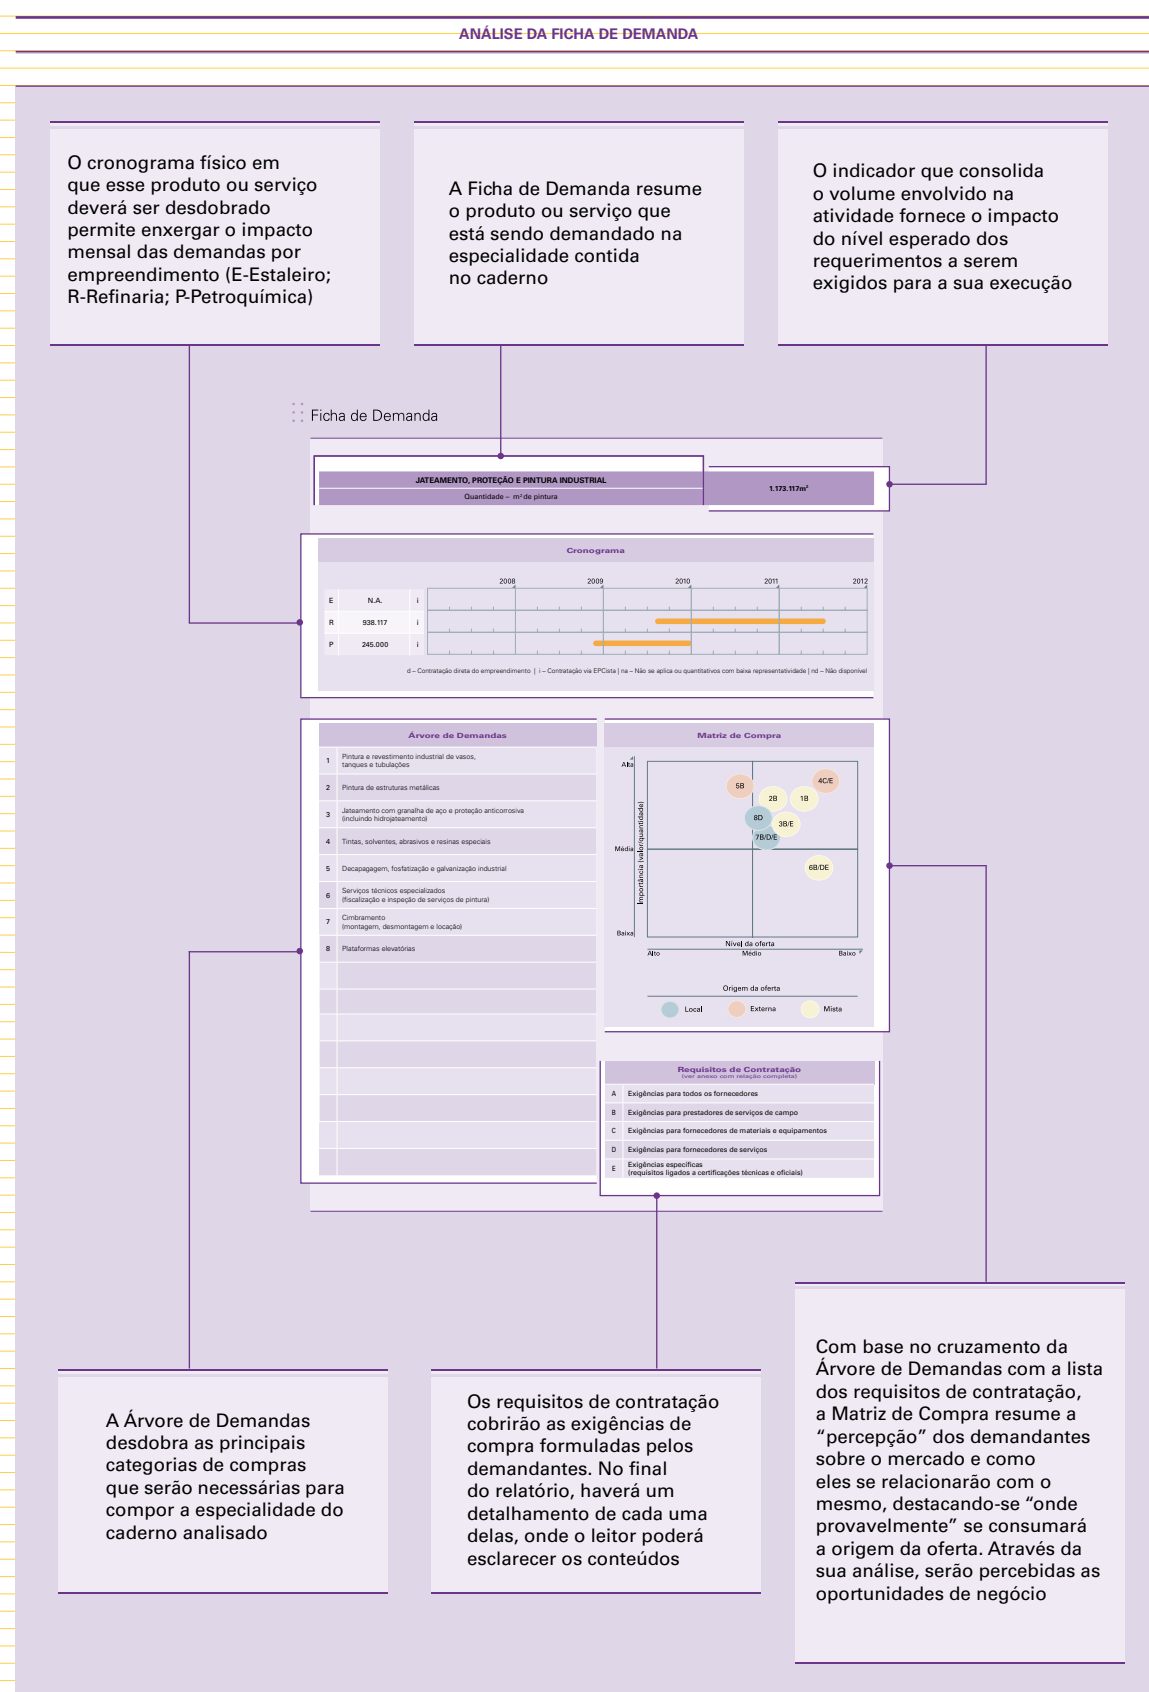 ANÁLISE DA FICHA DE DEMANDA
O cronograma físico em
que esse produto ou serviço
deverá ser desdobrado
permite enxergar o impacto
mensal das demandas por
empreendimento (E-Estaleiro;
R-Refinaria; P-Petroquímica)
A Ficha de Demanda resume
o produto ou serviço que
está sendo demandado na
especialidade contida
no caderno
O indicador que consolida
o volume envolvido na
atividade fornece o impacto
do nível esperado dos
requerimentos a serem
exigidos para a sua execução
Ficha de Demanda
JATEAMENTO, PROTEÇÃO E PINTURA INDUSTRIAL
Quantidade – m² de pintura
1.173.117m²
Cronograma
2008 2009 2010 2011 2012
E N.A. i
R 938.117 i
P 245.000 i
d – Contratação direta do empreendimento | i – Contratação via EPCista | na – Não se aplica ou quantitativos com baixa representatividade | nd – Não disponível
Árvore de Demandas
1 Pintura e revestimento industrial de vasos,
tanques e tubulações
2 Pintura de estruturas metálicas
3 Jateamento com granalha de aço e proteção anticorrosiva
(incluindo hidrojateamento)
4 Tintas, solventes, abrasivos e resinas especiais
5 Decapagagem, fosfatização e galvanização industrial
6 Serviços técnicos especializados
(fiscalização e inspeção de serviços de pintura)
7 Cimbramento
(montagem, desmontagem e locação)
8 Plataformas elevatórias
Matriz de Compra
Alta
Média
Baixa
Importância (valor/quantidade)
5B
4C/E
2B
1B
8D
3B/E
7B/D/E
6B/DE
Nível da oferta
Alto Médio Baixo
Origem da oferta
Local Externa Mista
Requisitos de Contratação
(ver anexo com relação completa)
A Exigências para todos os fornecedores
B Exigências para prestadores de serviços de campo
C Exigências para fornecedores de materiais e equipamentos
D Exigências para fornecedores de serviços
E Exigências específicas
(requisitos ligados a certificações técnicas e oficiais)
A Árvore de Demandas
desdobra as principais
categorias de compras
que serão necessárias para
compor a especialidade do
caderno analisado
Os requisitos de contratação
cobrirão as exigências de
compra formuladas pelos
demandantes. No final
do relatório, haverá um
detalhamento de cada uma
delas, onde o leitor poderá
esclarecer os conteúdos
Com base no cruzamento da
Árvore de Demandas com a lista
dos requisitos de contratação,
a Matriz de Compra resume a
“percepção” dos demandantes
sobre o mercado e como
eles se relacionarão com o
mesmo, destacando-se “onde
provavelmente” se consumará
a origem da oferta. Através da
sua análise, serão percebidas as
oportunidades de negócio